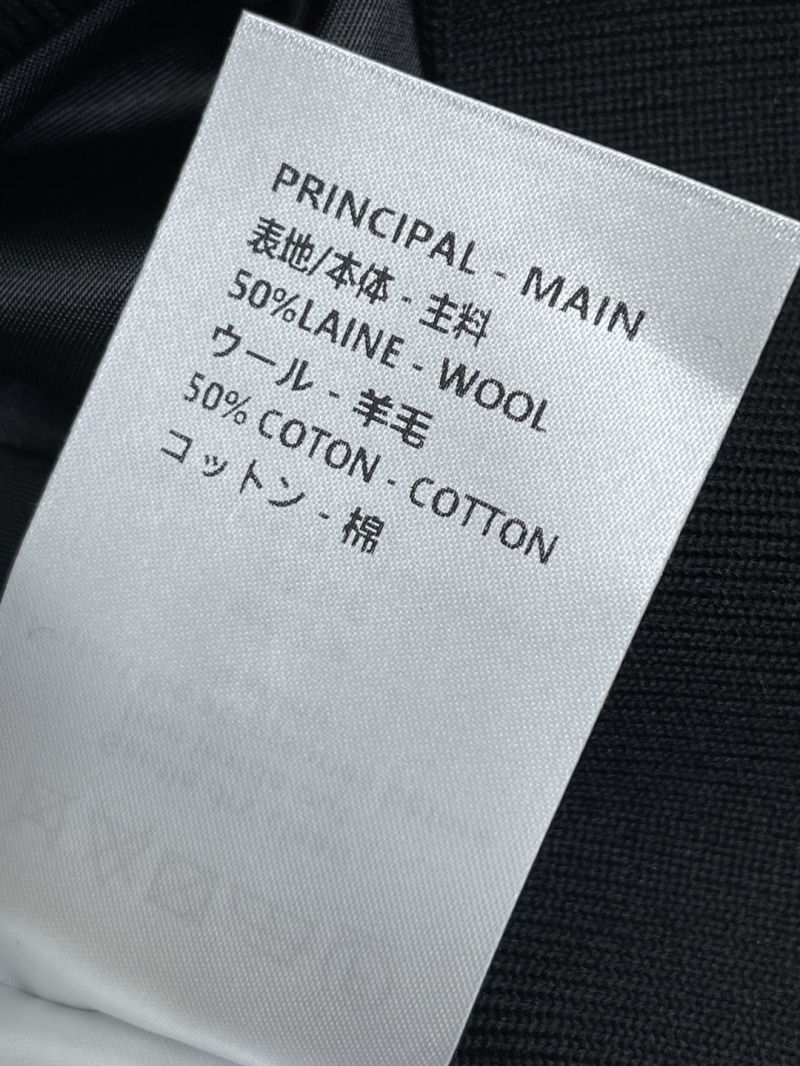 PRINCIPAL - MAIN
表地/本体 - 主料
50%LAINE - WOOL
ウール - 羊毛
50% COTON - COTTON
コットン - 棉